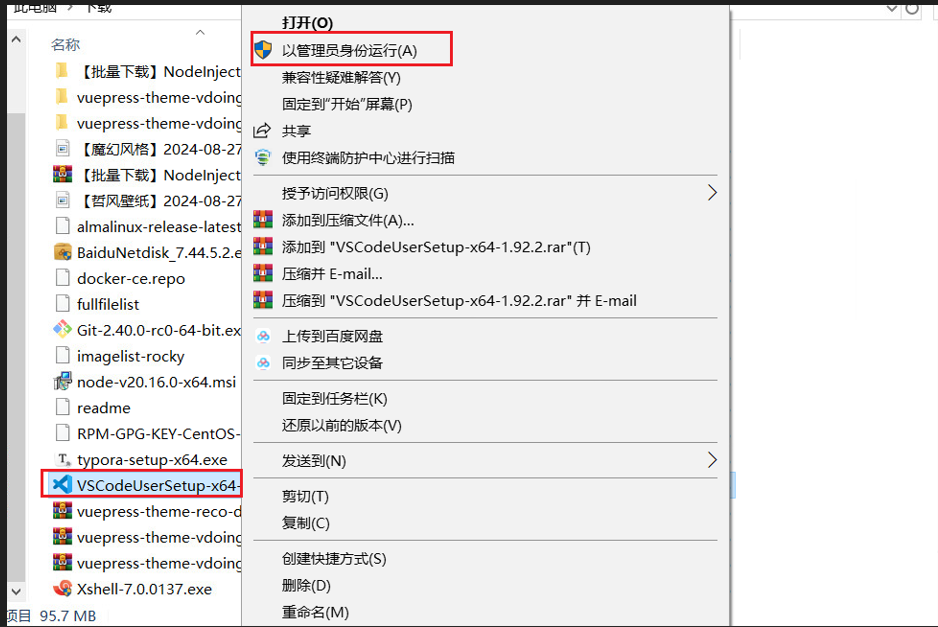 此电脑 > 下载
名称
【批量下载】NodeInject
vuepress-theme-vdoing
vuepress-theme-vdoing
【魔幻风格】2024-08-27
【批量下载】NodeInject
【哲风壁纸】2024-08-27
almalinux-release-latest
BaiduNetdisk_7.44.5.2.e
docker-ce.repo
fullfilelist
Git-2.40.0-rc0-64-bit.ex
imagelist-rocky
node-v20.16.0-x64.msi
readme
RPM-GPG-KEY-CentOS-
typora-setup-x64.exe
VSCodeUserSetup-x64-
vuepress-theme-reco-d
vuepress-theme-vdoing
vuepress-theme-vdoing
Xshell-7.0.0137.exe
项目 95.7 MB
打开(O)
以管理员身份运行(A)
兼容性疑难解答(Y)
固定到"开始"屏幕(P)
共享
使用终端防护中心进行扫描
授予访问权限(G)
添加到压缩文件(A)...
添加到 "VSCodeUserSetup-x64-1.92.2.rar"(T)
压缩并 E-mail...
压缩到 "VSCodeUserSetup-x64-1.92.2.rar" 并 E-mail
上传到百度网盘
同步至其它设备
固定到任务栏(K)
还原以前的版本(V)
发送到(N)
剪切(T)
复制(C)
创建快捷方式(S)
删除(D)
重命名(M)